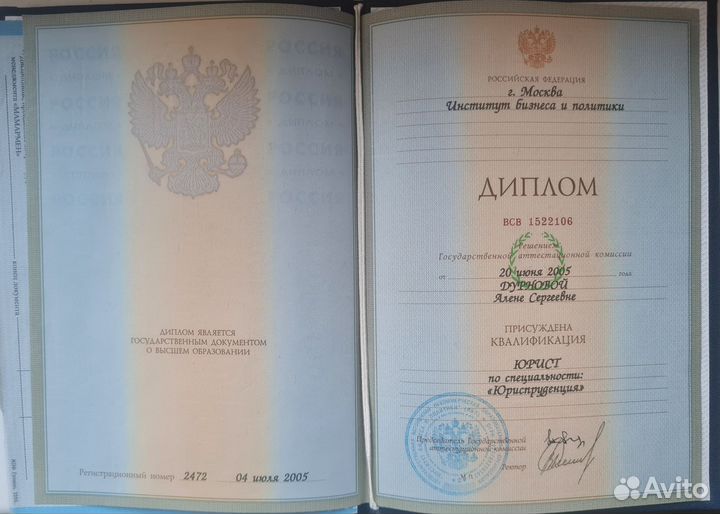 ДИПЛОМ ЯВЛЯЕТСЯ
ГОСУДАРСТВЕННЫМ ДОКУМЕНТОМ
О ВЫСШЕМ ОБРАЗОВАНИИ
Регистрационный номер 2472 04 июля 2005
РОССИЙСКАЯ ФЕДЕРАЦИЯ
г. Москва
Институт бизнеса и политики
ДИПЛОМ
ВСВ 1522106
Решением
Государственной аттестационной комиссии
от 20 июня 2005 года
ДУРНОВОЙ
Алене Сергеевне
ПРИСУЖДЕНА
КВАЛИФИКАЦИЯ
ЮРИСТ
по специальности:
«Юриспруденция»
Председатель Государственной
аттестационной комиссии
Ректор
Avito